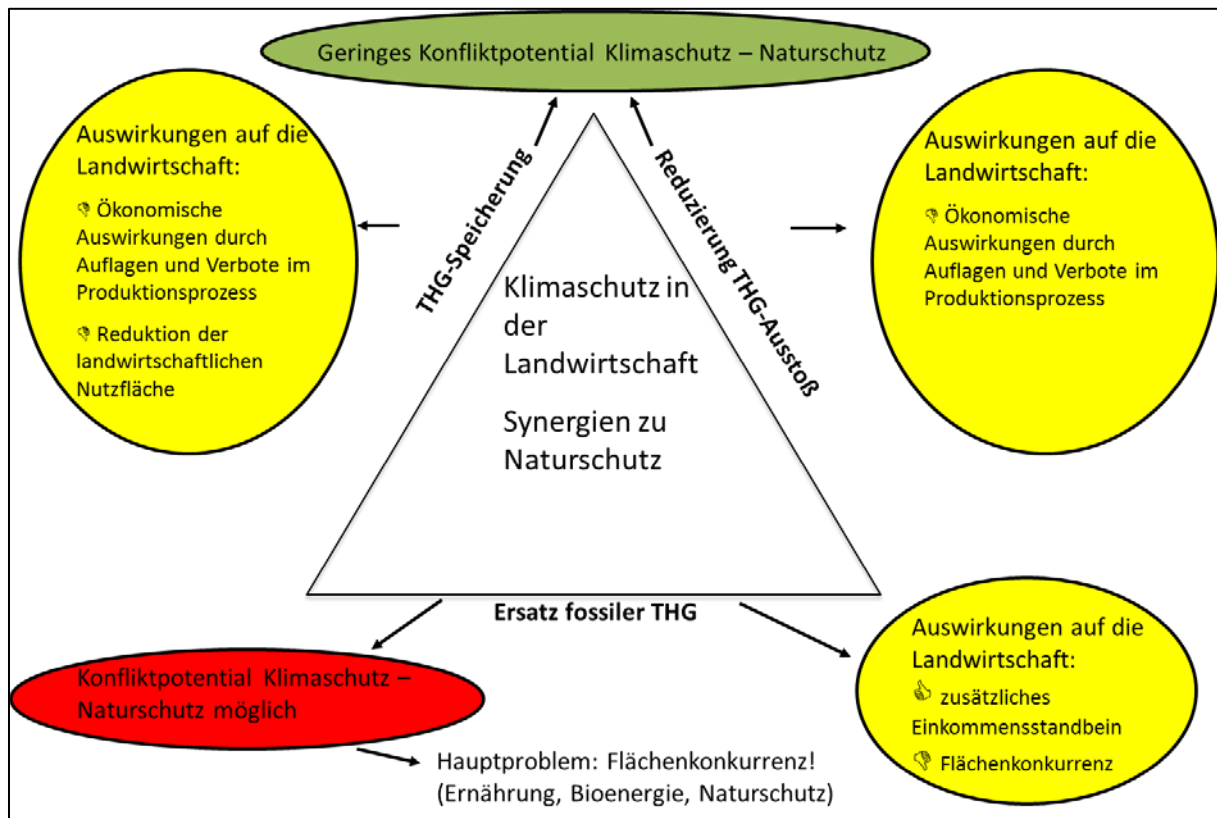 Geringes Konfliktpotential Klimaschutz – Naturschutz
Auswirkungen auf die
Landwirtschaft:
👎 Ökonomische
Auswirkungen durch
Auflagen und Verbote im
Produktionsprozess
👎 Reduktion der
landwirtschaftlichen
Nutzfläche
THG-Speicherung
Reduzierung THG-Ausstoß
Auswirkungen auf die
Landwirtschaft:
👎 Ökonomische
Auswirkungen durch
Auflagen und Verbote im
Produktionsprozess
Klimaschutz in
der
Landwirtschaft
Synergien zu
Naturschutz
Ersatz fossiler THG
Konfliktpotential Klimaschutz –
Naturschutz möglich
Hauptproblem: Flächenkonkurrenz!
(Ernährung, Bioenergie, Naturschutz)
Auswirkungen auf die
Landwirtschaft:
👍 zusätzliches
Einkommensstandbein
👎 Flächenkonkurrenz